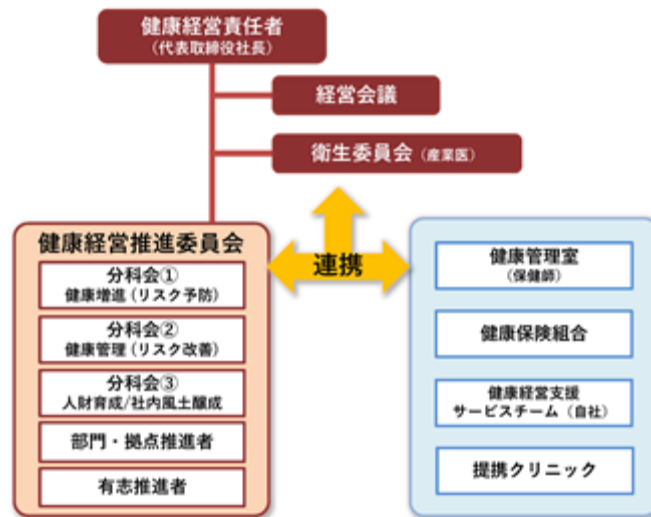 健康経営責任者
（代表取締役社長）
経営会議
衛生委員会（産業医）
健康経営推進委員会
分科会①
健康増進（リスク予防）
分科会②
健康管理（リスク改善）
分科会③
人財育成/社内風土醸成
部門・拠点推進者
有志推進者
連携
健康管理室
（保健師）
健康保険組合
健康経営支援
サービスチーム（自社）
提携クリニック